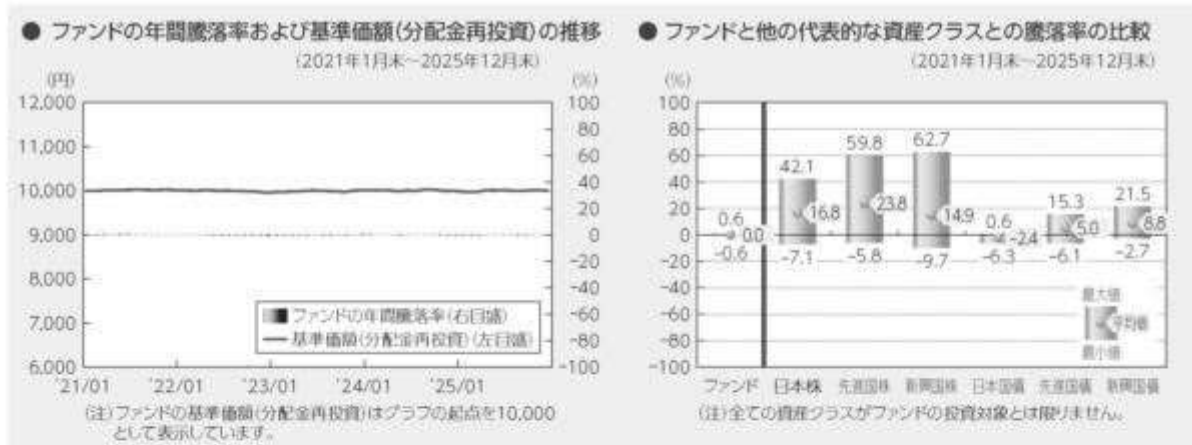 ● ファンドの年間騰落率および基準価額(分配金再投資)の推移
(2021年1月末～2025年12月末)
(円)
(%)
12,000
11,000
10,000
9,000
8,000
7,000
6,000
100
80
60
40
20
0
-20
-40
-60
-80
-100
ファンドの年間騰落率(右目盛)
基準価額(分配金再投資)(左目盛)
'21/01
'22/01
'23/01
'24/01
'25/01
(注)ファンドの基準価額(分配金再投資)はグラフの起点を10,000
として表示しています。
● ファンドと他の代表的な資産クラスとの騰落率の比較
(2021年1月末～2025年12月末)
(%)
100
80
60
40
20
0
-20
-40
-60
-80
-100
0.6
0.0
-0.6
42.1
16.8
-7.1
59.8
23.8
-5.8
62.7
14.9
-9.7
0.6
-2.4
-6.3
15.3
5.0
-6.1
21.5
8.8
-2.7
最大値
平均値
最小値
ファンド
日本株
先進国株
新興国株
日本国債
先進国債
新興国債
(注)全ての資産クラスがファンドの投資対象とは限りません。